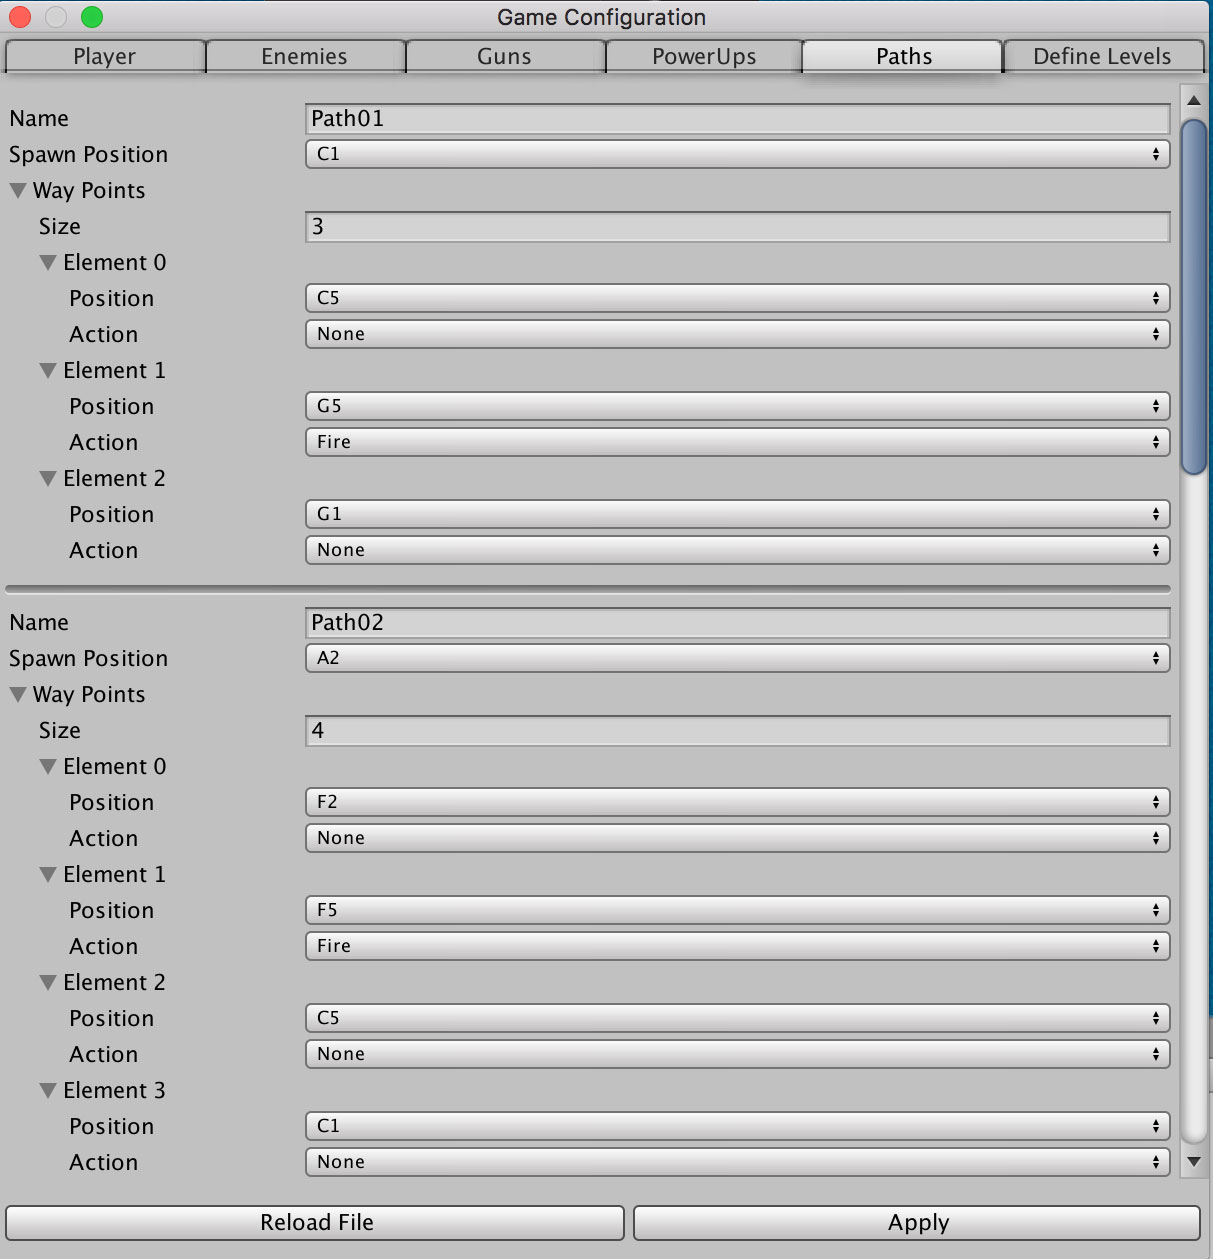 Game Configuration
Player Enemies Guns PowerUps Paths Define Levels
Name Path01
Spawn Position C1
Way Points
Size 3
Element 0
Position C5
Action None
Element 1
Position G5
Action Fire
Element 2
Position G1
Action None
Name Path02
Spawn Position A2
Way Points
Size 4
Element 0
Position F2
Action None
Element 1
Position F5
Action Fire
Element 2
Position C5
Action None
Element 3
Position C1
Action None
Reload File Apply